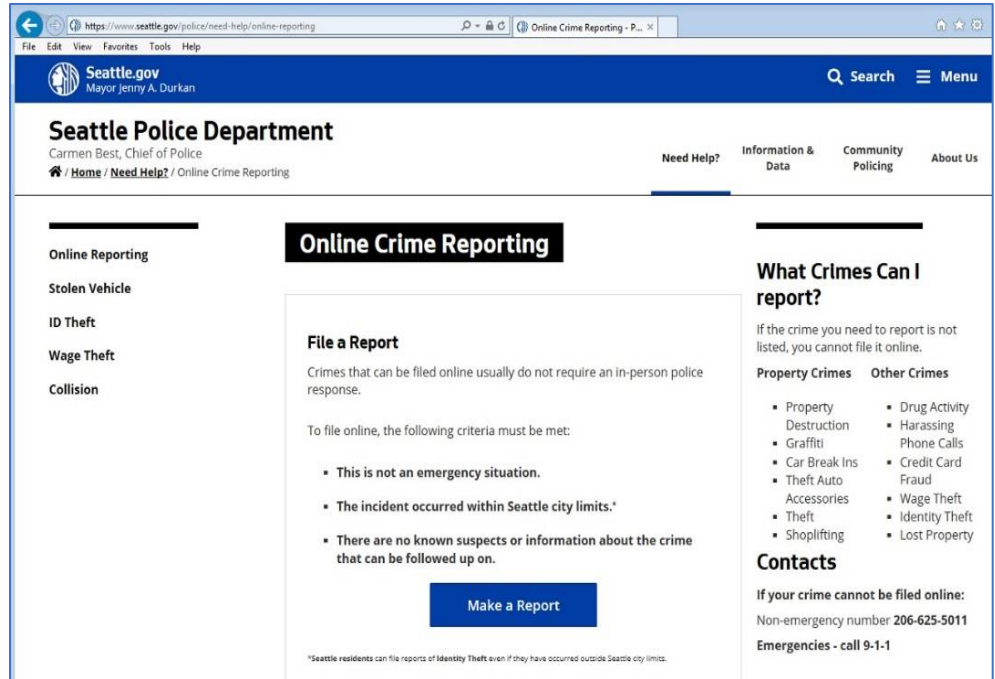 https://www.seattle.gov/police/need-help/online-reporting
Online Crime Reporting - P...
File Edit View Favorites Tools Help
Seattle.gov
Mayor Jenny A. Durkan
Search
Menu
Seattle Police Department
Carmen Best, Chief of Police
/ Home / Need Help? / Online Crime Reporting
Need Help?
Information &
Data
Community
Policing
About Us
Online Reporting
Stolen Vehicle
ID Theft
Wage Theft
Collision
Online Crime Reporting
File a Report
Crimes that can be filed online usually do not require an in-person police
response.
To file online, the following criteria must be met:
▪ This is not an emergency situation.
▪ The incident occurred within Seattle city limits.*
▪ There are no known suspects or information about the crime
that can be followed up on.
Make a Report
*Seattle residents can file reports of Identity Theft even if they have occurred outside Seattle city limits.
What Crimes Can I
report?
If the crime you need to report is not
listed, you cannot file it online.
Property Crimes
▪ Property
Destruction
▪ Graffiti
▪ Car Break Ins
▪ Theft Auto
Accessories
▪ Theft
▪ Shoplifting
Other Crimes
▪ Drug Activity
▪ Harassing
Phone Calls
▪ Credit Card
Fraud
▪ Wage Theft
▪ Identity Theft
▪ Lost Property
Contacts
If your crime cannot be filed online:
Non-emergency number 206-625-5011
Emergencies - call 9-1-1